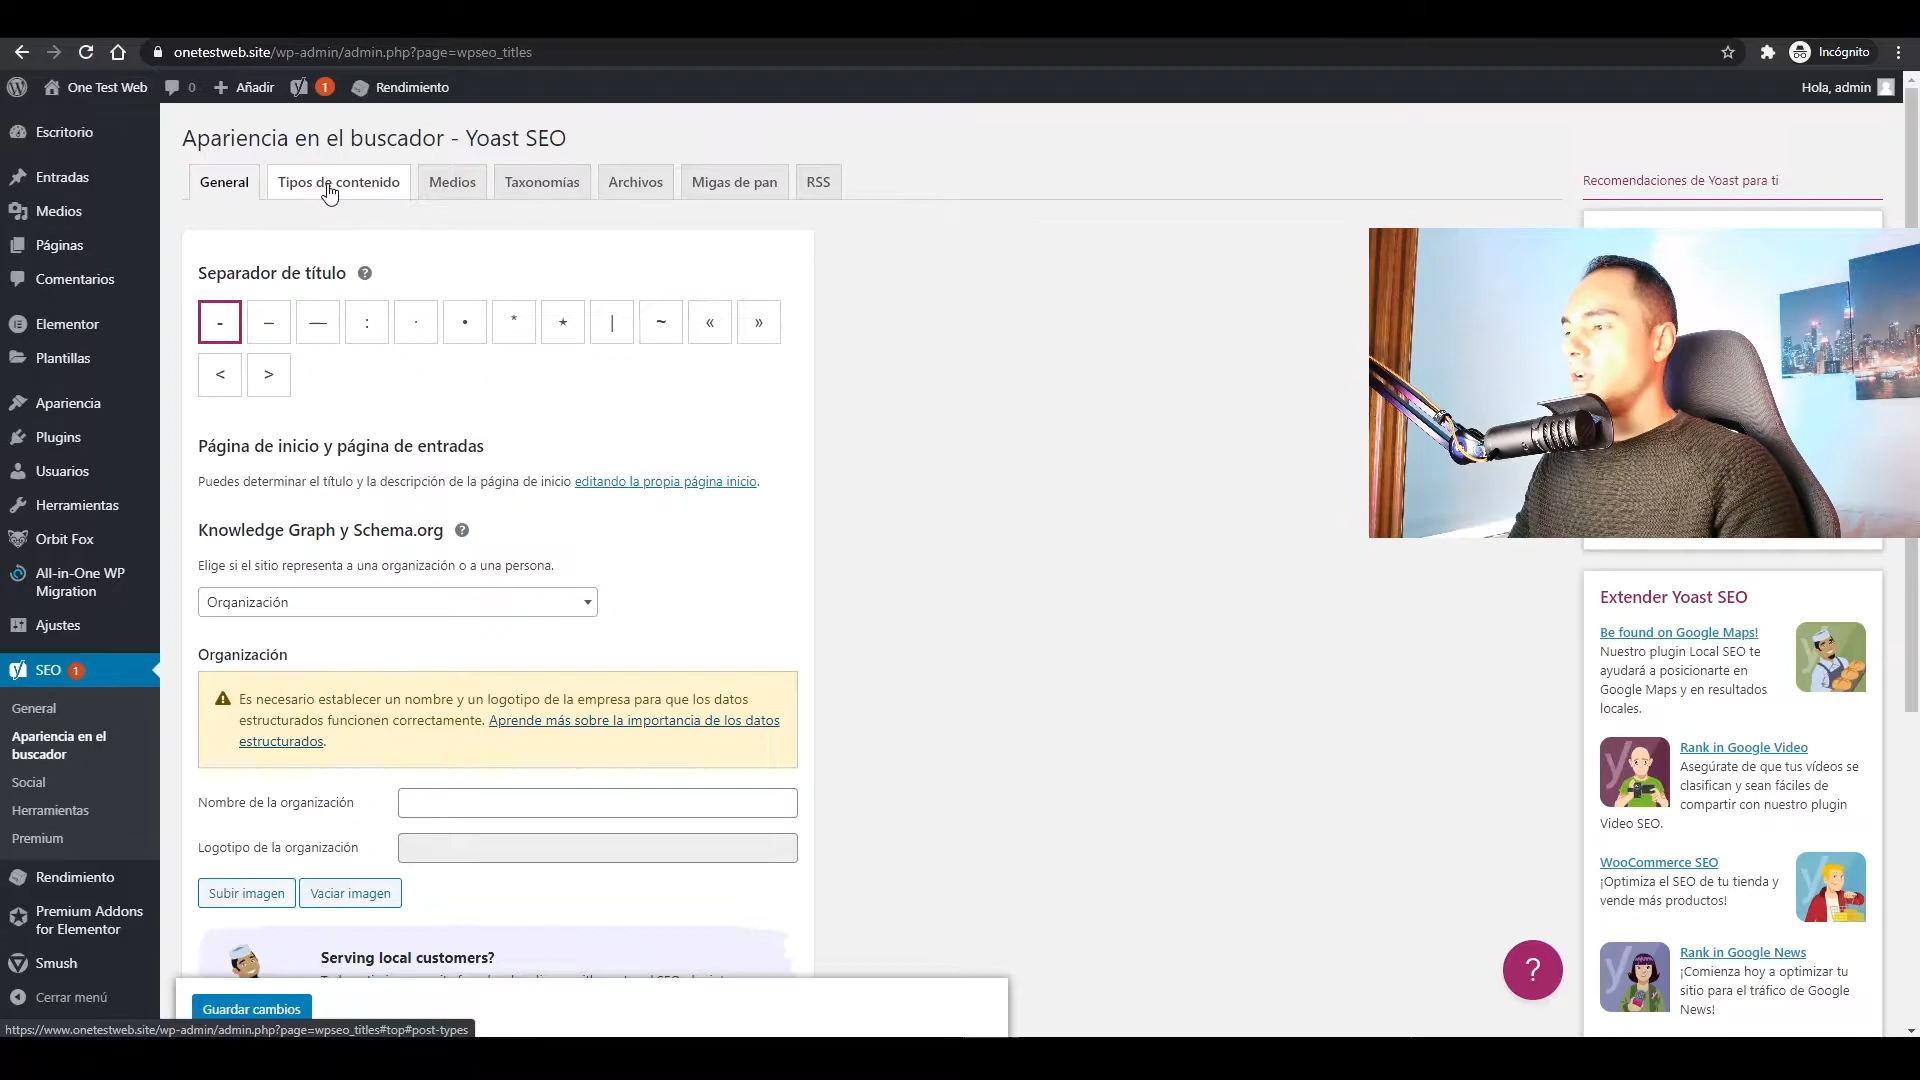 onetestweb.site/wp-admin/admin.php?page=wpseo_titles
Incógnito
One Test Web
0
Añadir
1
Rendimiento
Hola, admin
Escritorio
Entradas
Medios
Páginas
Comentarios
Elementor
Plantillas
Apariencia
Plugins
Usuarios
Herramientas
Orbit Fox
All-in-One WP
Migration
Ajustes
SEO 1
General
Apariencia en el
buscador
Social
Herramientas
Premium
Rendimiento
Premium Addons
for Elementor
Smush
Cerrar menú
Apariencia en el buscador - Yoast SEO
General
Tipos de contenido
Medios
Taxonomías
Archivos
Migas de pan
RSS
Separador de título ?
- – — : · • * ⋆ | ~ « »
< >
Página de inicio y página de entradas
Puedes determinar el título y la descripción de la página de inicio editando la propia página inicio.
Knowledge Graph y Schema.org ?
Elige si el sitio representa a una organización o a una persona.
Organización
Organización
Es necesario establecer un nombre y un logotipo de la empresa para que los datos
estructurados funcionen correctamente. Aprende más sobre la importancia de los datos
estructurados.
Nombre de la organización
Logotipo de la organización
Subir imagen
Vaciar imagen
Serving local customers?
Guardar cambios
https://www.onetestweb.site/wp-admin/admin.php?page=wpseo_titles#top#post-types
Recomendaciones de Yoast para ti
Extender Yoast SEO
Be found on Google Maps!
Nuestro plugin Local SEO te
ayudará a posicionarte en
Google Maps y en resultados
locales.
Rank in Google Video
Asegúrate de que tus vídeos se
clasifican y sean fáciles de
compartir con nuestro plugin
Video SEO.
WooCommerce SEO
¡Optimiza el SEO de tu tienda y
vende más productos!
Rank in Google News
¡Comienza hoy a optimizar tu
sitio para el tráfico de Google
News!
?